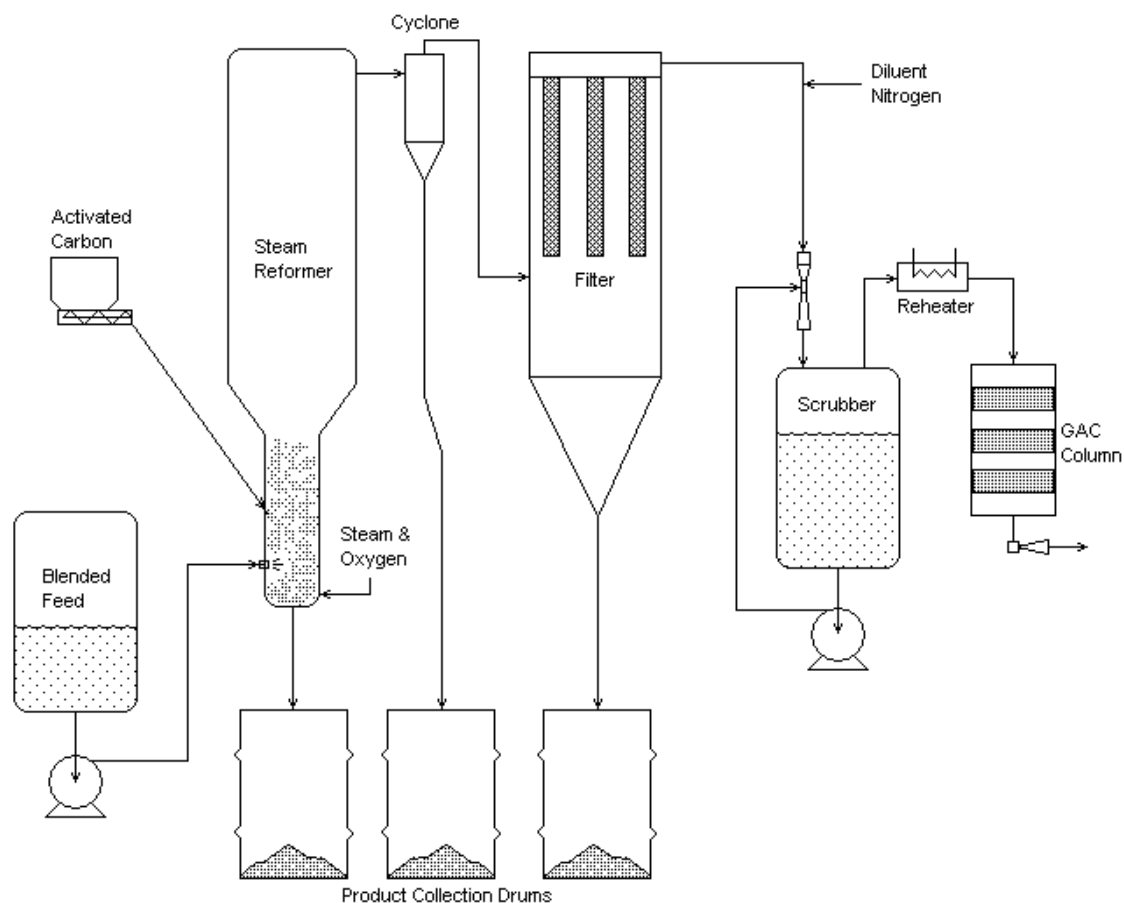 Cyclone
Diluent
Nitrogen
Activated
Carbon
Steam
Reformer
Filter
Reheater
Scrubber
GAC
Column
Steam &
Oxygen
Blended
Feed
Product Collection Drums